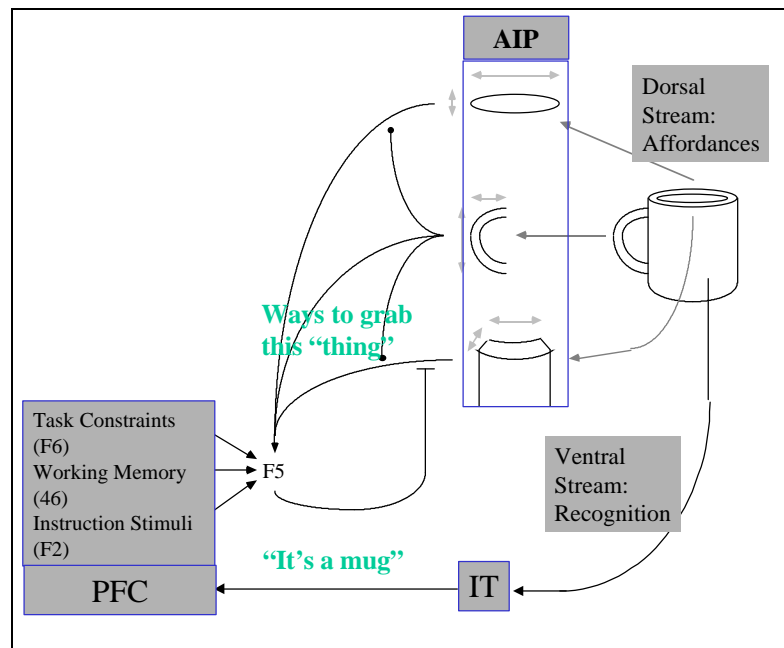 AIP
Dorsal
Stream:
Affordances
Ways to grab
this “thing”
Task Constraints
(F6)
Working Memory
(46)
Instruction Stimuli
(F2)
F5
Ventral
Stream:
Recognition
“It’s a mug”
PFC
IT